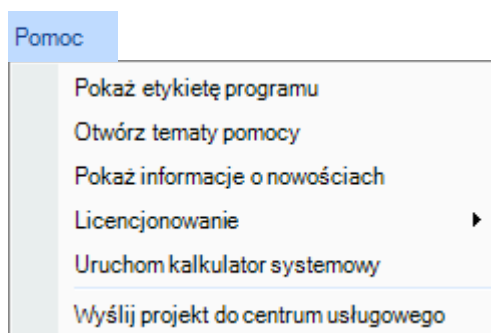 Pomoc
Pokaż etykietę programu
Otwórz tematy pomocy
Pokaż informacje o nowościach
Licencjonowanie
Uruchom kalkulator systemowy
Wyślij projekt do centrum usługowego